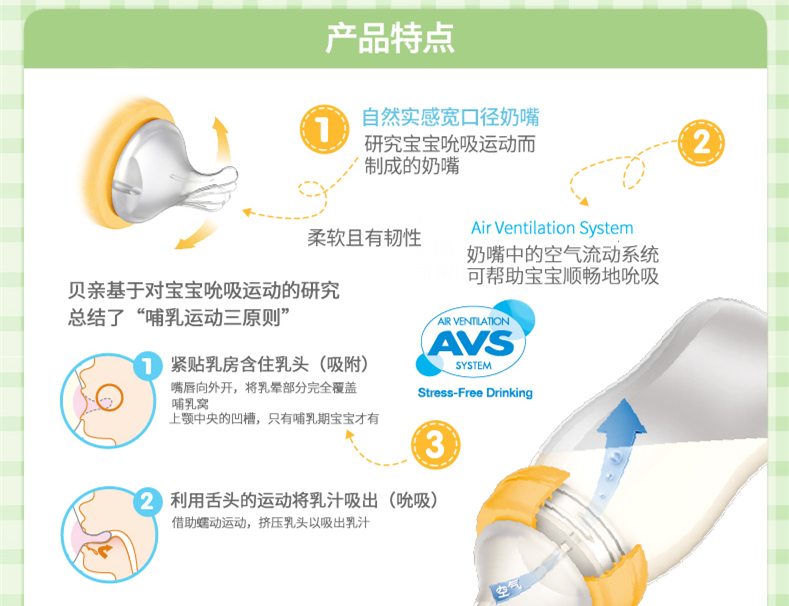 产品特点
1
自然实感宽口径奶嘴
研究宝宝吮吸运动而
制成的奶嘴
柔软且有韧性
2
Air Ventilation System
奶嘴中的空气流动系统
可帮助宝宝顺畅地吮吸
贝亲基于对宝宝吮吸运动的研究
总结了“哺乳运动三原则”
AIR VENTILATION
AVS
SYSTEM
Stress-Free Drinking
1
紧贴乳房含住乳头（吸附）
嘴唇向外开，将乳晕部分完全覆盖
哺乳窝
上颚中央的凹槽，只有哺乳期宝宝才有
3
2
利用舌头的运动将乳汁吸出（吮吸）
借助蠕动运动，挤压乳头以吸出乳汁
空气